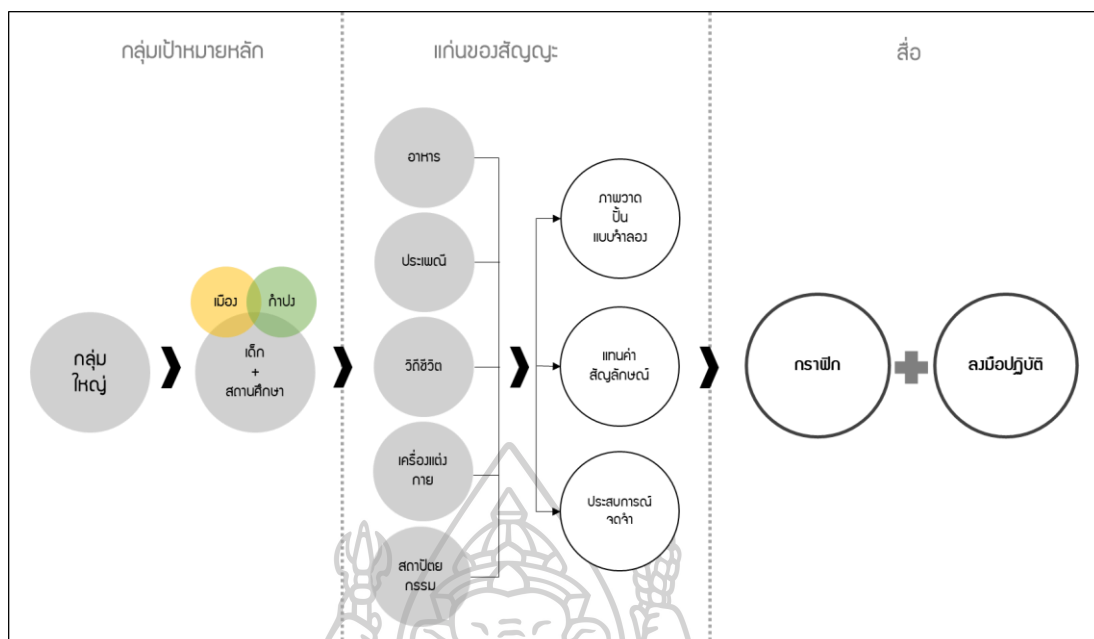 กลุ่มเป้าหมายหลัก
แก่นของสัญญะ
สื่อ
กลุ่ม
ใหญ่
เมือง
กำปง
เด็ก
+
สถานศึกษา
อาหาร
ประเพณี
วิถีชีวิต
เครื่องแต่ง
กาย
สถาปัตย
กรรม
ภาพวาด
ปั้น
แบบจำลอง
แทนค่า
สัญลักษณ์
ประสบการณ์
จดจำ
กราฟิก
ลงมือปฏิบัติ